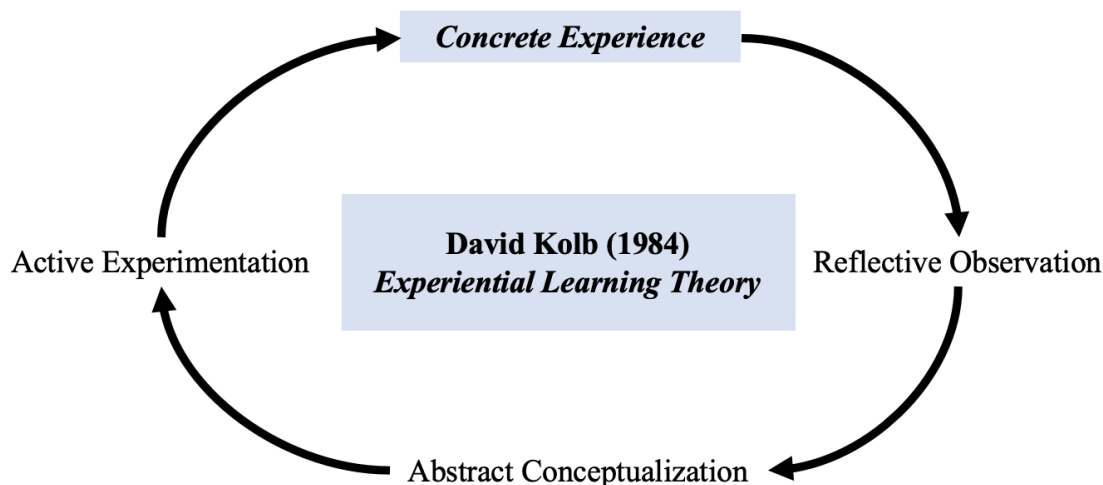 Concrete Experience
David Kolb (1984)
Experiential Learning Theory
Active Experimentation
Reflective Observation
Abstract Conceptualization